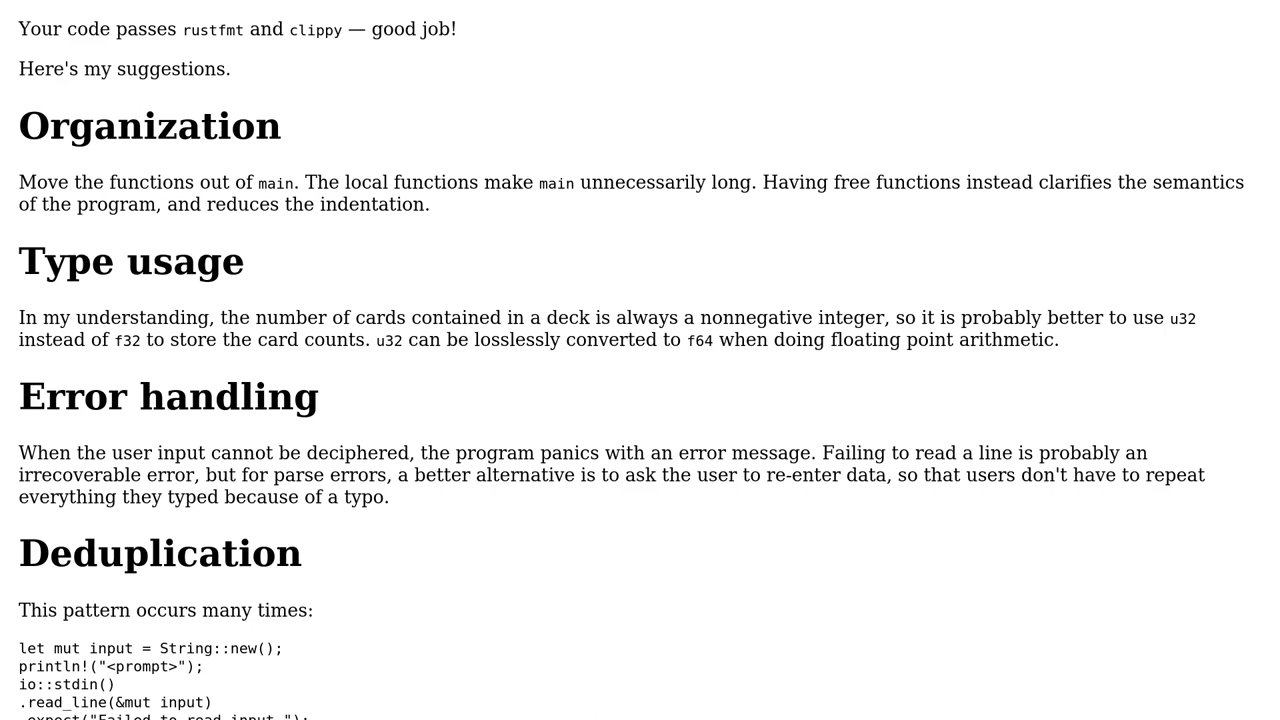 Your code passes rustfmt and clippy — good job!
Here's my suggestions.
Organization
Move the functions out of main. The local functions make main unnecessarily long. Having free functions instead clarifies the semantics
of the program, and reduces the indentation.
Type usage
In my understanding, the number of cards contained in a deck is always a nonnegative integer, so it is probably better to use u32
instead of f32 to store the card counts. u32 can be losslessly converted to f64 when doing floating point arithmetic.
Error handling
When the user input cannot be deciphered, the program panics with an error message. Failing to read a line is probably an
irrecoverable error, but for parse errors, a better alternative is to ask the user to re-enter data, so that users don't have to repeat
everything they typed because of a typo.
Deduplication
This pattern occurs many times:
let mut input = String::new();
println!("<prompt>");
io::stdin()
.read_line(&mut input)
.expect("Failed to read input.");